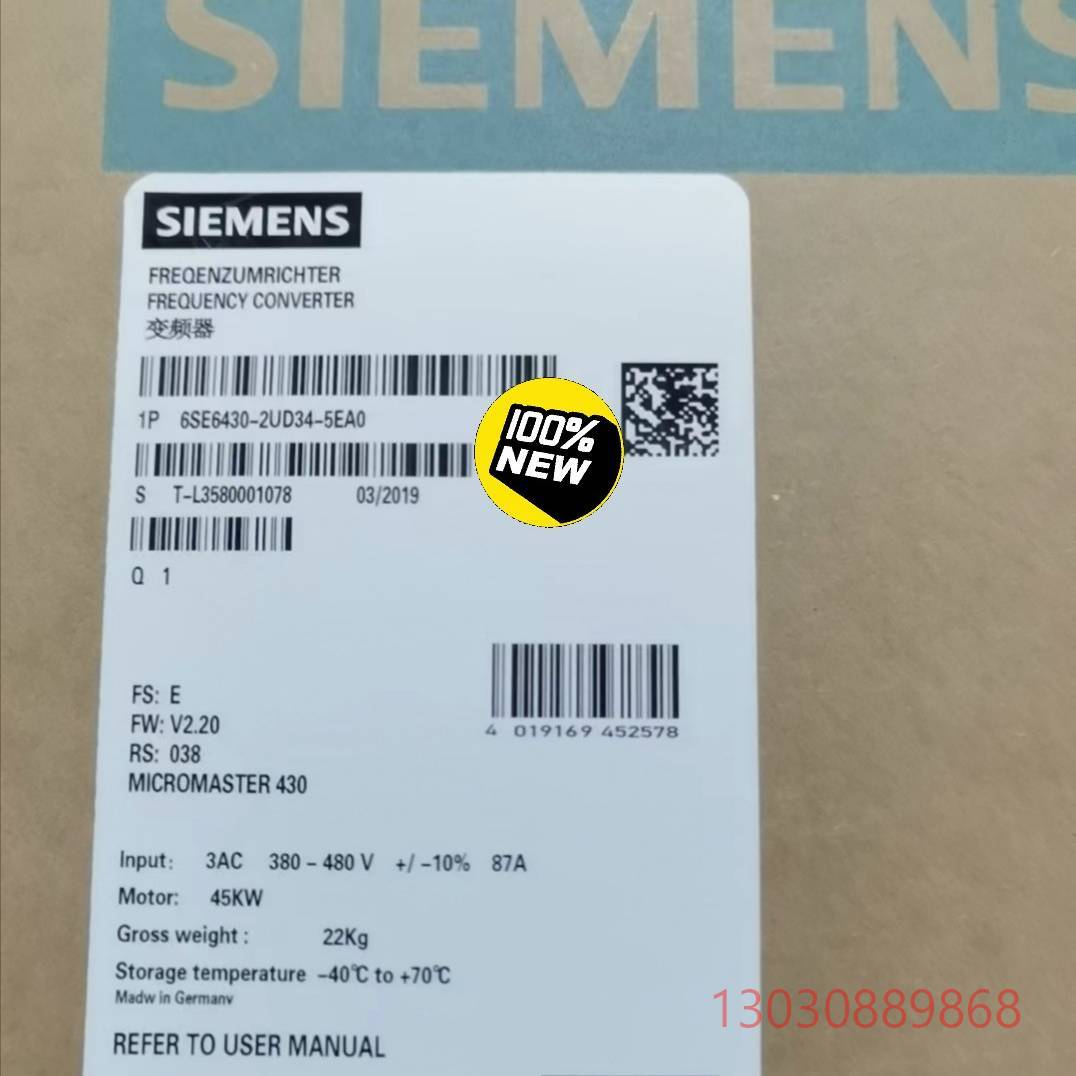 SIEMENS
SIEMENS
FREQENZUMRICHTER
FREQUENCY CONVERTER
变频器
1P 6SE6430-2UD34-5EA0
100%
NEW
S T-L3580001078 03/2019
Q 1
4 019169 452578
FS: E
FW: V2.20
RS: 038
MICROMASTER 430
Input: 3AC 380 - 480 V +/ -10% 87A
Motor: 45KW
Gross weight : 22Kg
Storage temperature -40℃ to +70℃
Madw in Germanv
13030889868
REFER TO USER MANUAL